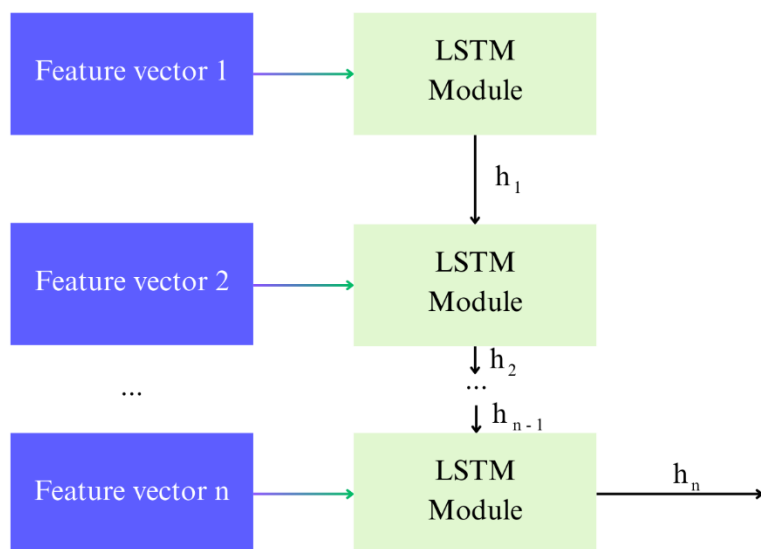 Feature vector 1
LSTM
Module
h₁
Feature vector 2
LSTM
Module
h₂
...
...
hₙ₋₁
Feature vector n
LSTM
Module
hₙ